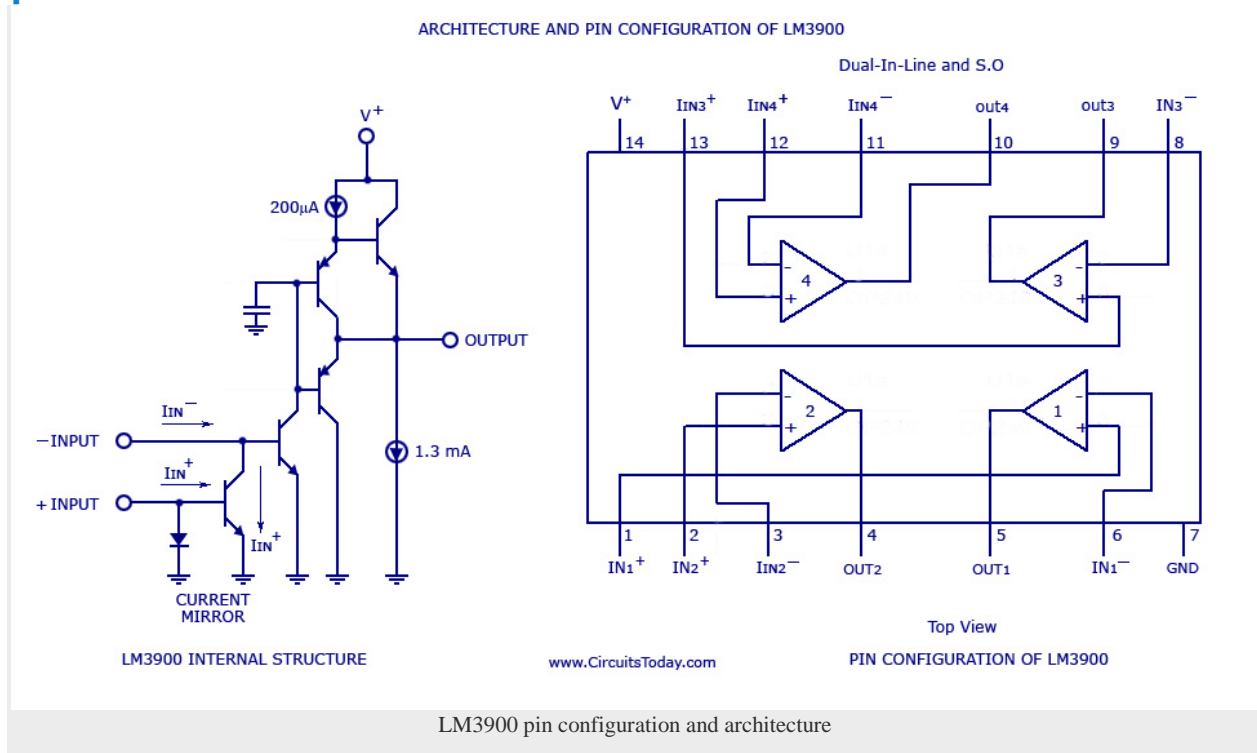 ARCHITECTURE AND PIN CONFIGURATION OF LM3900
Dual-In-Line and S.O
V+
200µA
OUTPUT
IIN−
−INPUT
1.3 mA
IIN+
+ INPUT
IIN+
CURRENT
MIRROR
LM3900 INTERNAL STRUCTURE
V+ IIN3+ IIN4+ IIN4− out4 out3 IN3−
14 13 12 11 10 9 8
- + 4
- + 3
- + 2
- + 1
1 2 3 4 5 6 7
IN1+ IN2+ IIN2− OUT2 OUT1 IN1− GND
Top View
www.CircuitsToday.com
PIN CONFIGURATION OF LM3900
LM3900 pin configuration and architecture